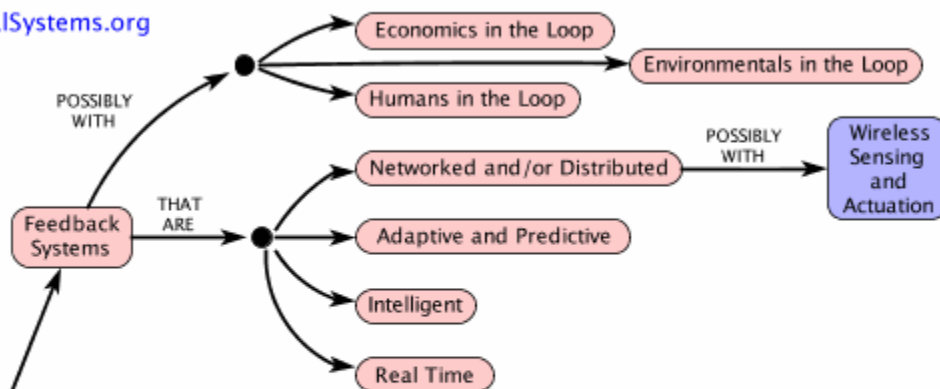 lSystems.org
Economics in the Loop
Environmentals in the Loop
Humans in the Loop
POSSIBLY
WITH
Networked and/or Distributed
POSSIBLY
WITH
Wireless
Sensing
and
Actuation
Feedback
Systems
THAT
ARE
Adaptive and Predictive
Intelligent
Real Time